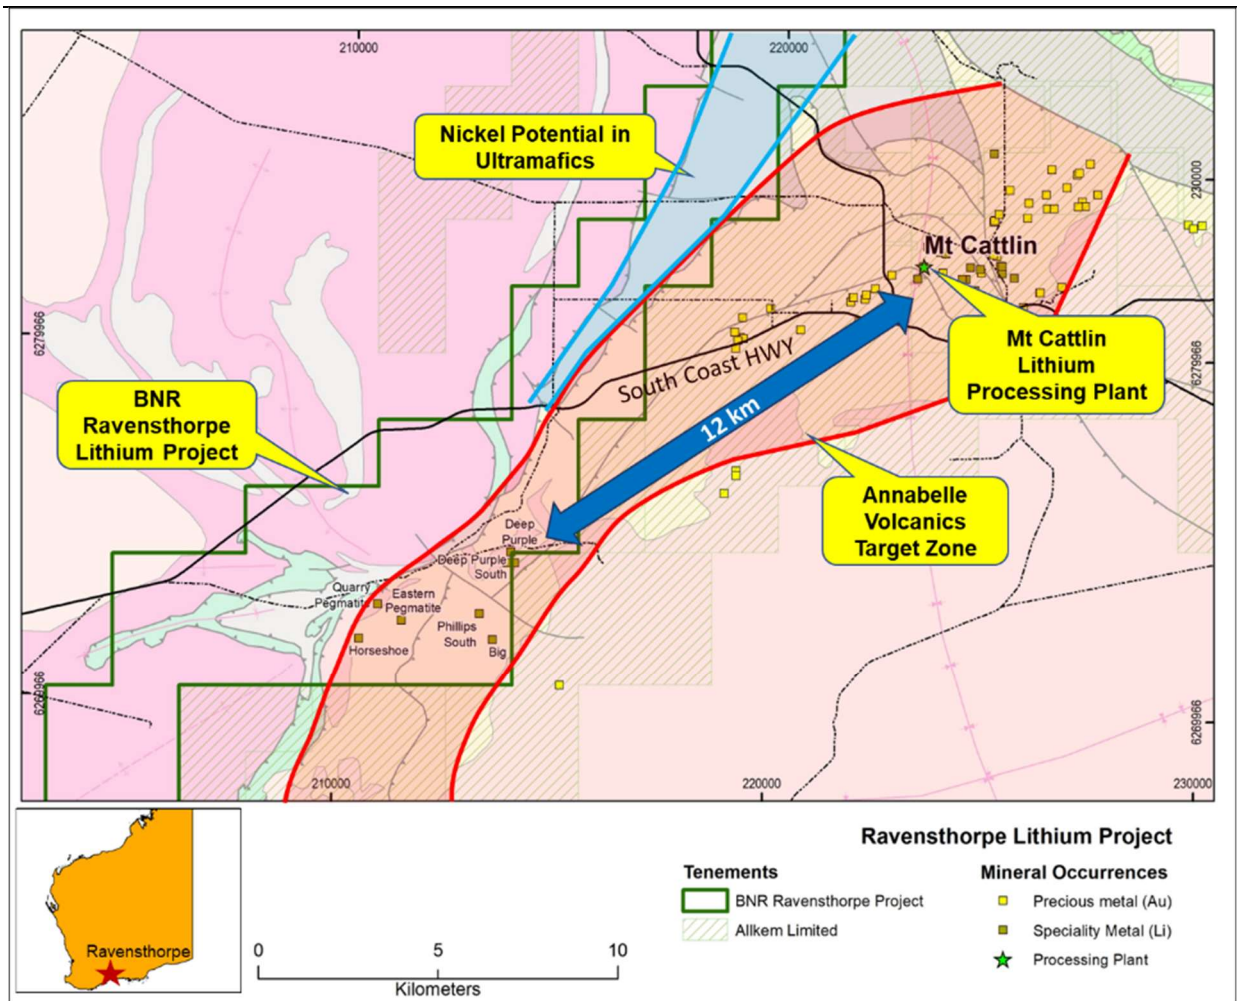 210000
220000
Nickel Potential in
Ultramafics
230000
Mt Cattlin
6279966
South Coast HWY
12 km
Mt Cattlin
Lithium
Processing Plant
6279966
BNR
Ravensthorpe
Lithium Project
Annabelle
Volcanics
Target Zone
Deep
Purple
Deep Purple
South
Quarry
Pegmatite
Eastern
Pegmatite
Phillips
South
Horseshoe
Big
6269966
6269966
210000
220000
230000
Ravensthorpe
0
5
10
Kilometers
Ravensthorpe Lithium Project
Tenements
BNR Ravensthorpe Project
Allkem Limited
Mineral Occurrences
Precious metal (Au)
Speciality Metal (Li)
Processing Plant